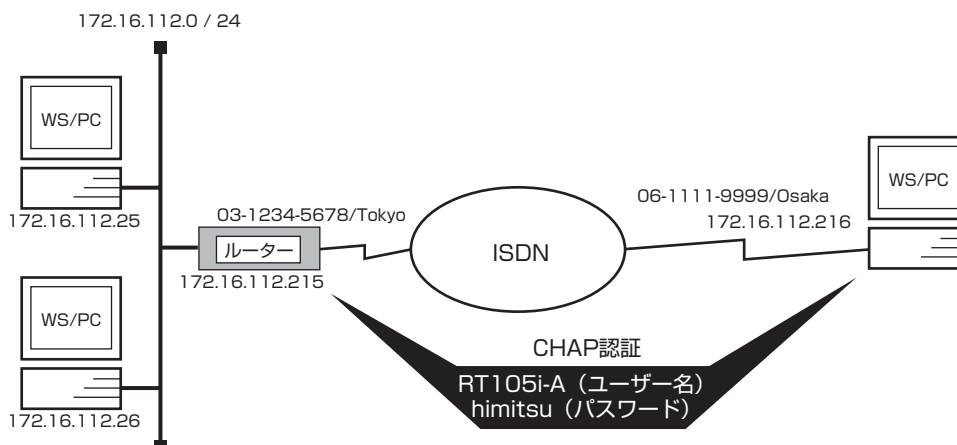 172.16.112.0 / 24
WS/PC
172.16.112.25
03-1234-5678/Tokyo
ルーター
172.16.112.215
ISDN
06-1111-9999/Osaka
172.16.112.216
WS/PC
WS/PC
172.16.112.26
CHAP認証
RT105i-A（ユーザー名）
himitsu（パスワード）